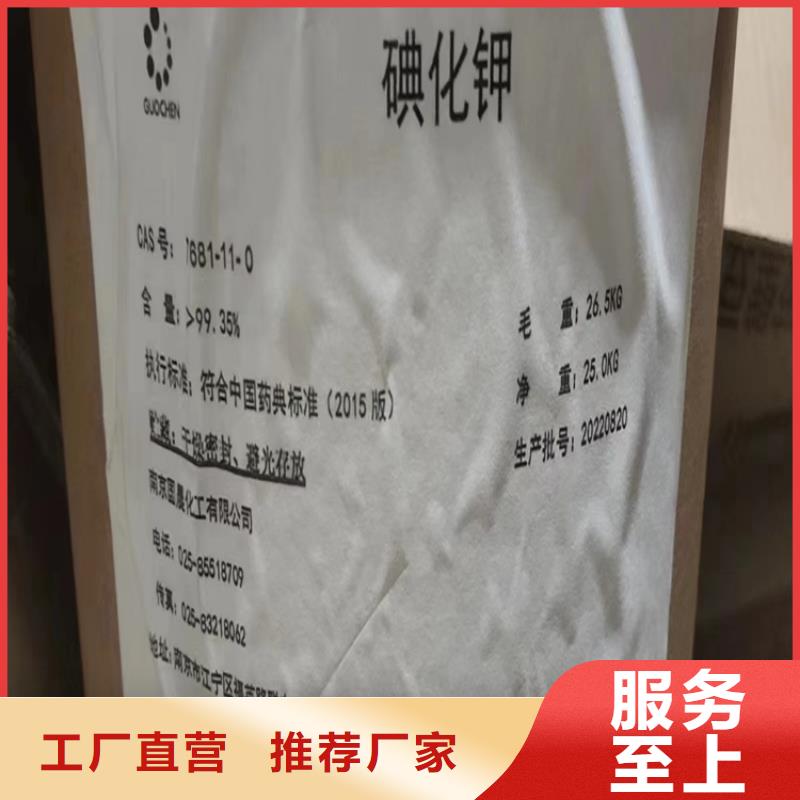 碘化钾
GUOCHEN
CAS号: 7681-11-0
含 量: >99.35%
执行标准: 符合中国药典标准 (2015版)
贮藏: 干燥密封、避光存放
毛 重: 26.5KG
净 重: 25.0KG
生产批号: 20220820
南京国晨化工有限公司
电话: 025-85518709
传真: 025-83218062
地址: 南京市江宁区
工厂直营 推荐厂家
服务
至上